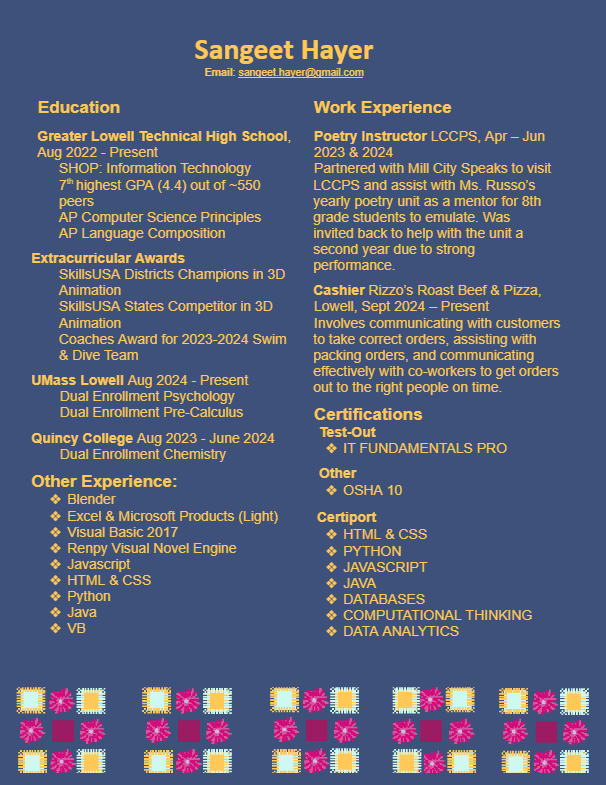 Sangeet Hayer
Email: sangeet.hayer@gmail.com
Education
Greater Lowell Technical High School,
Aug 2022 - Present
SHOP: Information Technology
7th highest GPA (4.4) out of ~550
peers
AP Computer Science Principles
AP Language Composition
Extracurricular Awards
SkillsUSA Districts Champions in 3D
Animation
SkillsUSA States Competitor in 3D
Animation
Coaches Award for 2023-2024 Swim
& Dive Team
UMass Lowell Aug 2024 - Present
Dual Enrollment Psychology
Dual Enrollment Pre-Calculus
Quincy College Aug 2023 - June 2024
Dual Enrollment Chemistry
Other Experience:
❖ Blender
❖ Excel & Microsoft Products (Light)
❖ Visual Basic 2017
❖ Renpy Visual Novel Engine
❖ Javascript
❖ HTML & CSS
❖ Python
❖ Java
❖ VB
Work Experience
Poetry Instructor LCCPS, Apr – Jun
2023 & 2024
Partnered with Mill City Speaks to visit
LCCPS and assist with Ms. Russo's
yearly poetry unit as a mentor for 8th
grade students to emulate. Was
invited back to help with the unit a
second year due to strong
performance.
Cashier Rizzo's Roast Beef & Pizza,
Lowell, Sept 2024 – Present
Involves communicating with customers
to take correct orders, assisting with
packing orders, and communicating
effectively with co-workers to get orders
out to the right people on time.
Certifications
Test-Out
❖ IT FUNDAMENTALS PRO
Other
❖ OSHA 10
Certiport
❖ HTML & CSS
❖ PYTHON
❖ JAVASCRIPT
❖ JAVA
❖ DATABASES
❖ COMPUTATIONAL THINKING
❖ DATA ANALYTICS